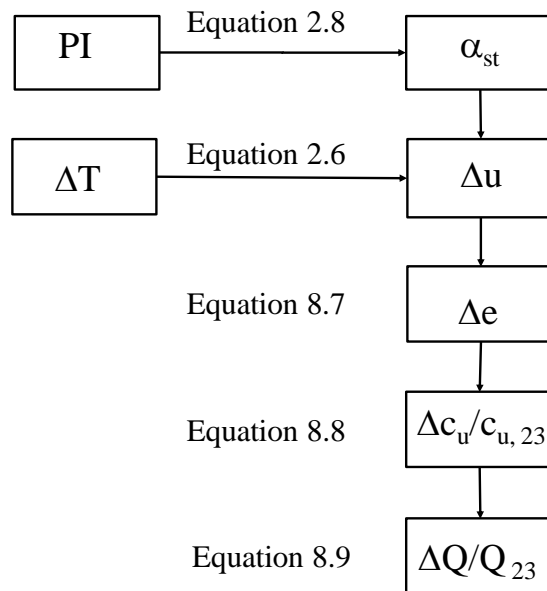 Equation 2.8
PI
α_st
Equation 2.6
ΔT
Δu
Equation 8.7
Δe
Equation 8.8
Δc_u/c_u, 23
Equation 8.9
ΔQ/Q_23